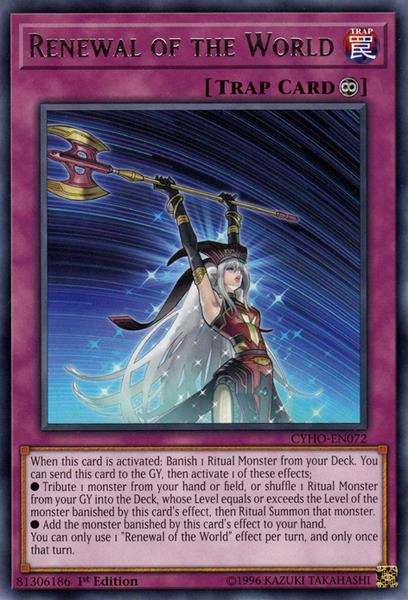 RENEWAL OF THE WORLD
TRAP
罠
[TRAP CARD]
CYHO-EN072
When this card is activated: Banish 1 Ritual Monster from your Deck. You
can send this card to the GY, then activate 1 of these effects;
● Tribute 1 monster from your hand or field, or shuffle 1 Ritual Monster
from your GY into the Deck, whose Level equals or exceeds the Level of the
monster banished by this card's effect, then Ritual Summon that monster.
● Add the monster banished by this card's effect to your hand.
You can only use 1 "Renewal of the World" effect per turn, and only once
that turn.
81306186 1st Edition ©1996 KAZUKI TAKAHASHI